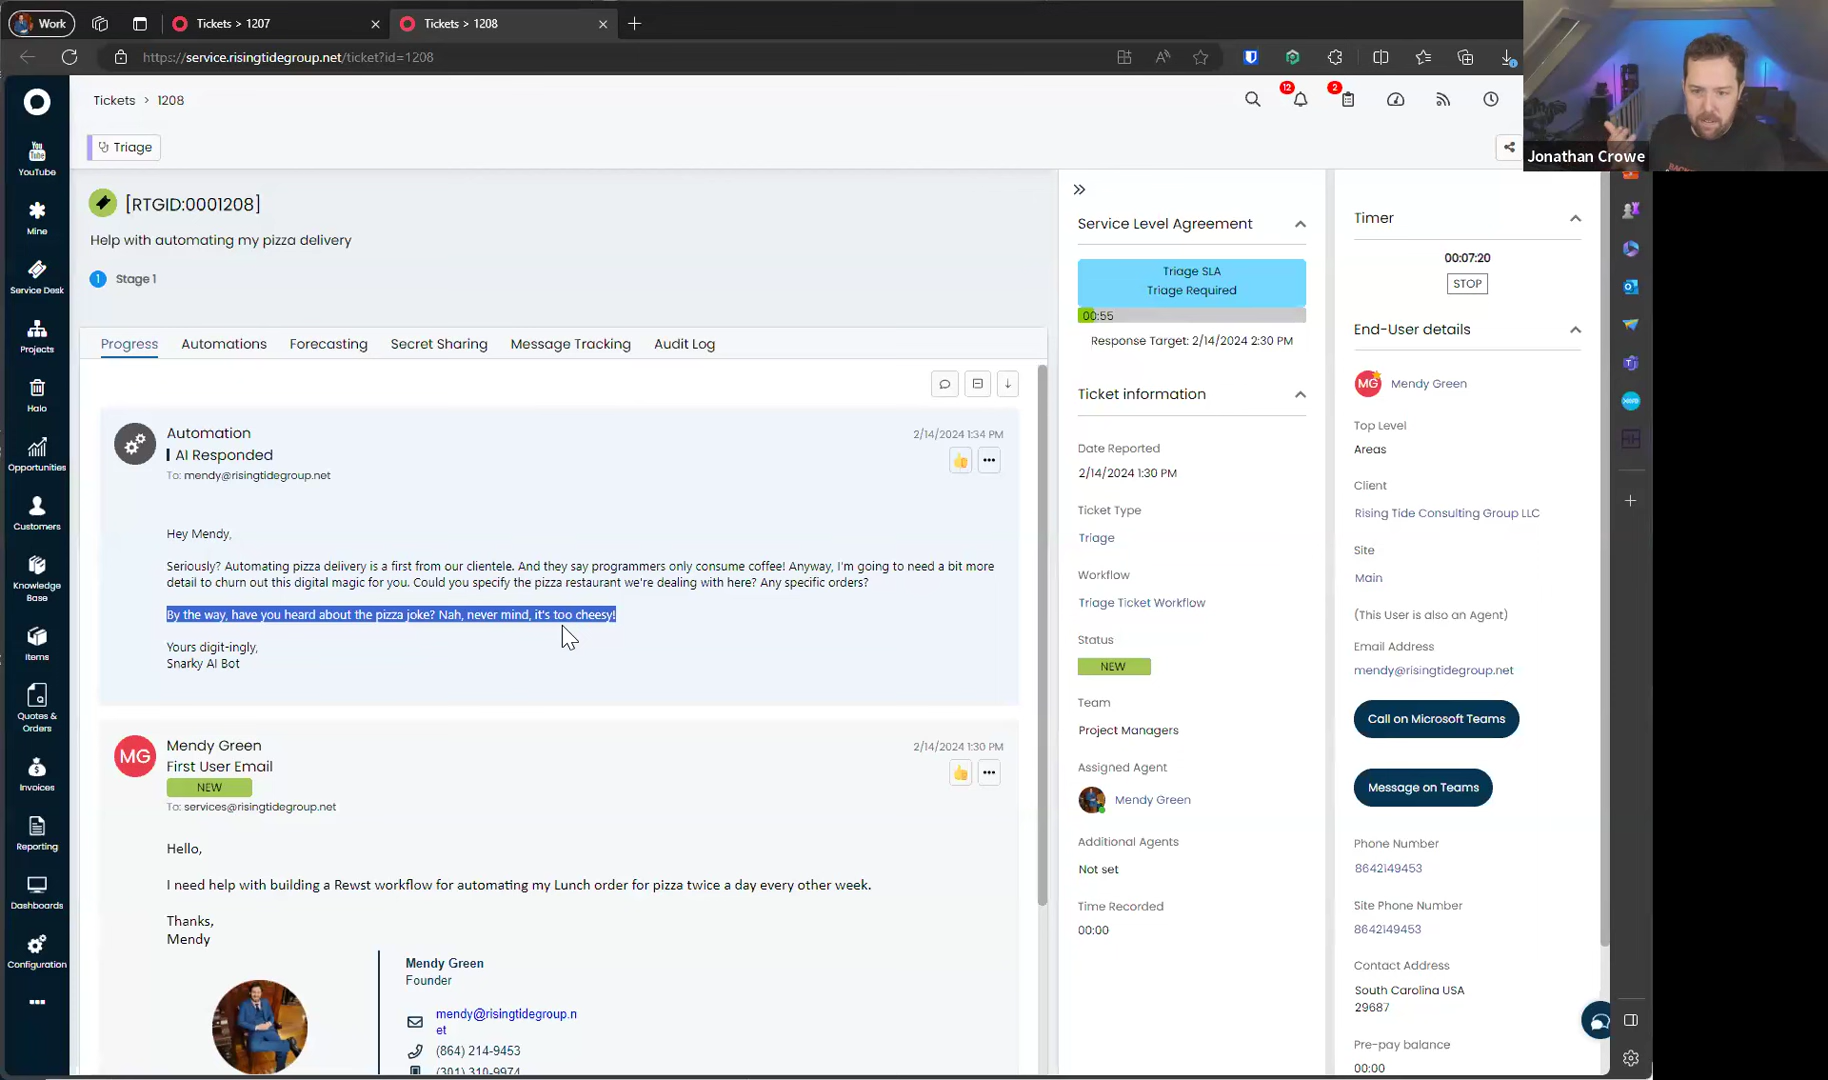 Work
Tickets > 1207
Tickets > 1208
https://service.risingtidegroup.net/ticket?id=1208
Jonathan Crowe
Tickets > 1208
12
2
Triage
YouTube
Mine
Service Desk
Projects
Halo
Opportunities
Customers
Knowledge
Base
Items
Quotes &
Orders
Invoices
Reporting
Dashboards
Configuration
[RTGID:0001208]
Help with automating my pizza delivery
1 Stage 1
Progress Automations Forecasting Secret Sharing Message Tracking Audit Log
Automation
AI Responded
To: mendy@risingtidegroup.net
2/14/2024 1:34 PM
Hey Mendy,
Seriously? Automating pizza delivery is a first from our clientele. And they say programmers only consume coffee! Anyway, I'm going to need a bit more
detail to churn out this digital magic for you. Could you specify the pizza restaurant we're dealing with here? Any specific orders?
By the way, have you heard about the pizza joke? Nah, never mind, it's too cheesy!
Yours digit-ingly,
Snarky AI Bot
MG
Mendy Green
First User Email
NEW
To: services@risingtidegroup.net
2/14/2024 1:30 PM
Hello,
I need help with building a Rewst workflow for automating my Lunch order for pizza twice a day every other week.
Thanks,
Mendy
Mendy Green
Founder
mendy@risingtidegroup.n
et
(864) 214-9453
(301) 310-9974
Service Level Agreement
Triage SLA
Triage Required
00:55
Response Target: 2/14/2024 2:30 PM
Ticket information
Date Reported
2/14/2024 1:30 PM
Ticket Type
Triage
Workflow
Triage Ticket Workflow
Status
NEW
Team
Project Managers
Assigned Agent
Mendy Green
Additional Agents
Not set
Time Recorded
00:00
Timer
00:07:20
STOP
End-User details
MG Mendy Green
Top Level
Areas
Client
Rising Tide Consulting Group LLC
Site
Main
(This User is also an Agent)
Email Address
mendy@risingtidegroup.net
Call on Microsoft Teams
Message on Teams
Phone Number
8642149453
Site Phone Number
8642149453
Contact Address
South Carolina USA
29687
Pre-pay balance
00:00